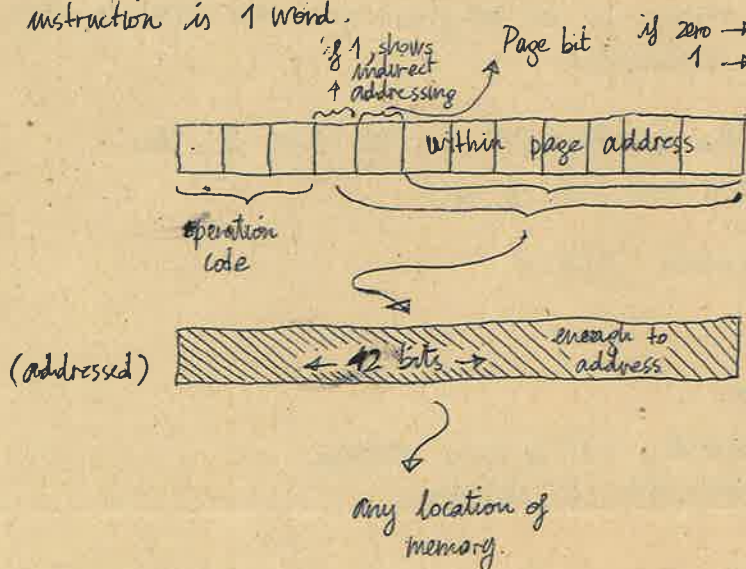 instruction is 1 word.
if 1, shows
indirect
addressing
Page bit if zero →
1 →
within page address
operation
code
(addressed)
← 12 bits →
enough to
address
any location of
memory.